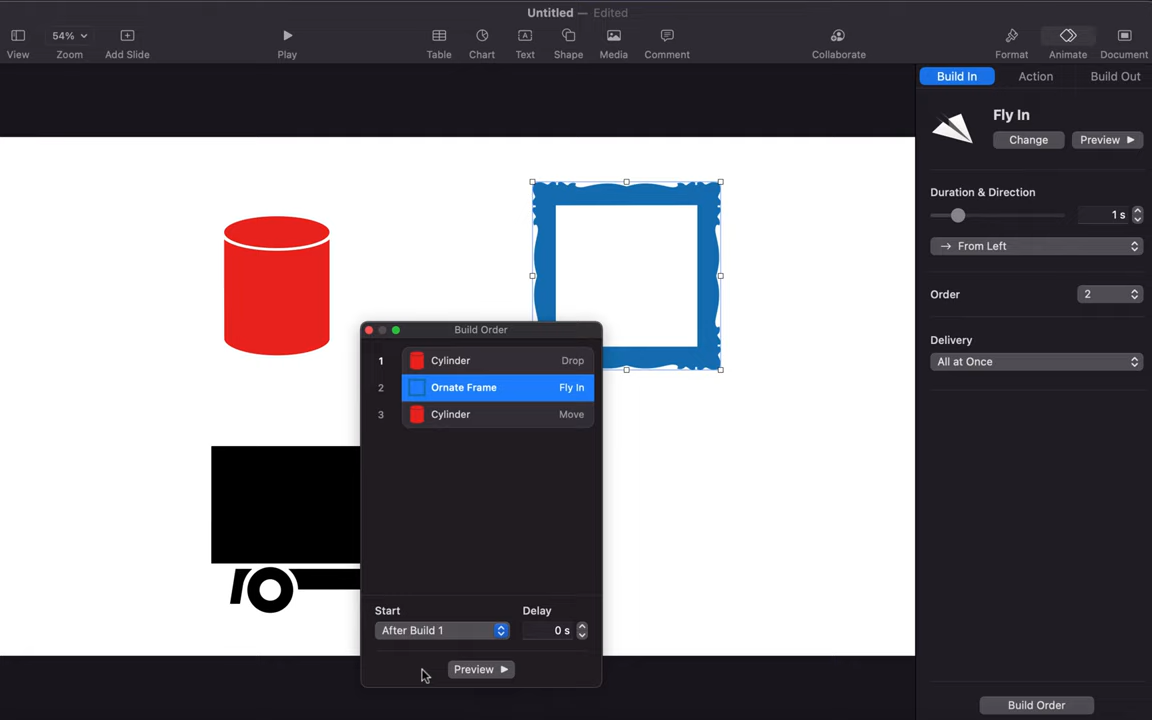 Untitled — Edited
54%
View
Zoom
Add Slide
Play
Table
Chart
Text
Shape
Media
Comment
Collaborate
Format
Animate
Document
Build In
Action
Build Out
Fly In
Change
Preview
Duration & Direction
1 s
From Left
Order
2
Delivery
All at Once
Build Order
1 Cylinder Drop
2 Ornate Frame Fly In
3 Cylinder Move
Start
Delay
After Build 1
0 s
Preview
Build Order